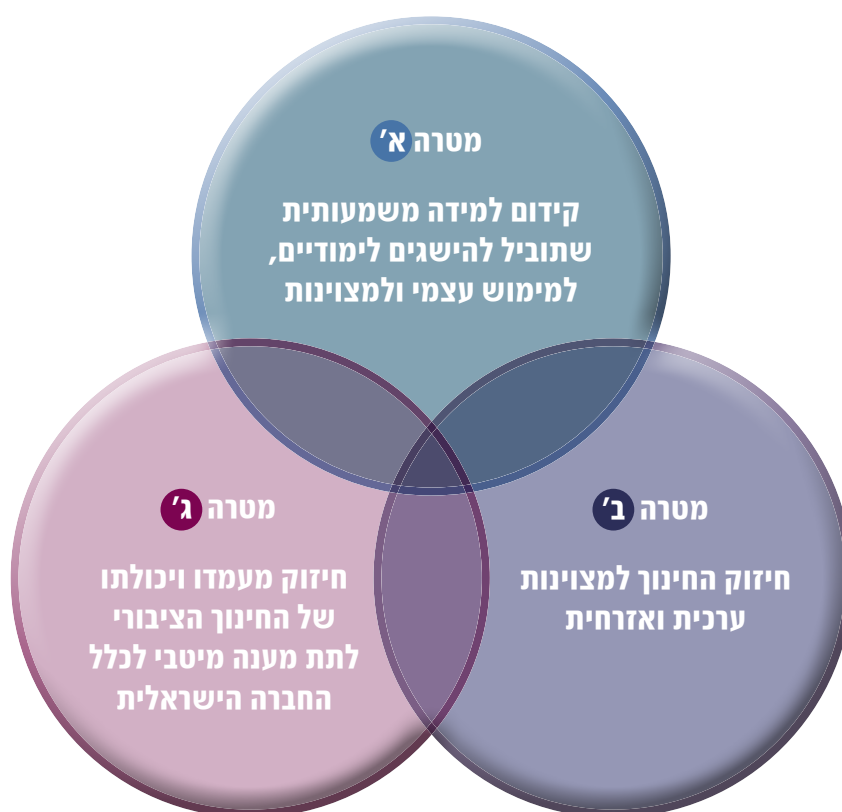 מטרה א'
קידום למידה משמעותית
שתוביל להישגים לימודיים,
למימוש עצמי ולמצוינות
מטרה ב'
חיזוק החינוך למצוינות
ערכית ואזרחית
מטרה ג'
חיזוק מעמדו ויכולתו
של החינוך הציבורי
לתת מענה מיטבי לכלל
החברה הישראלית